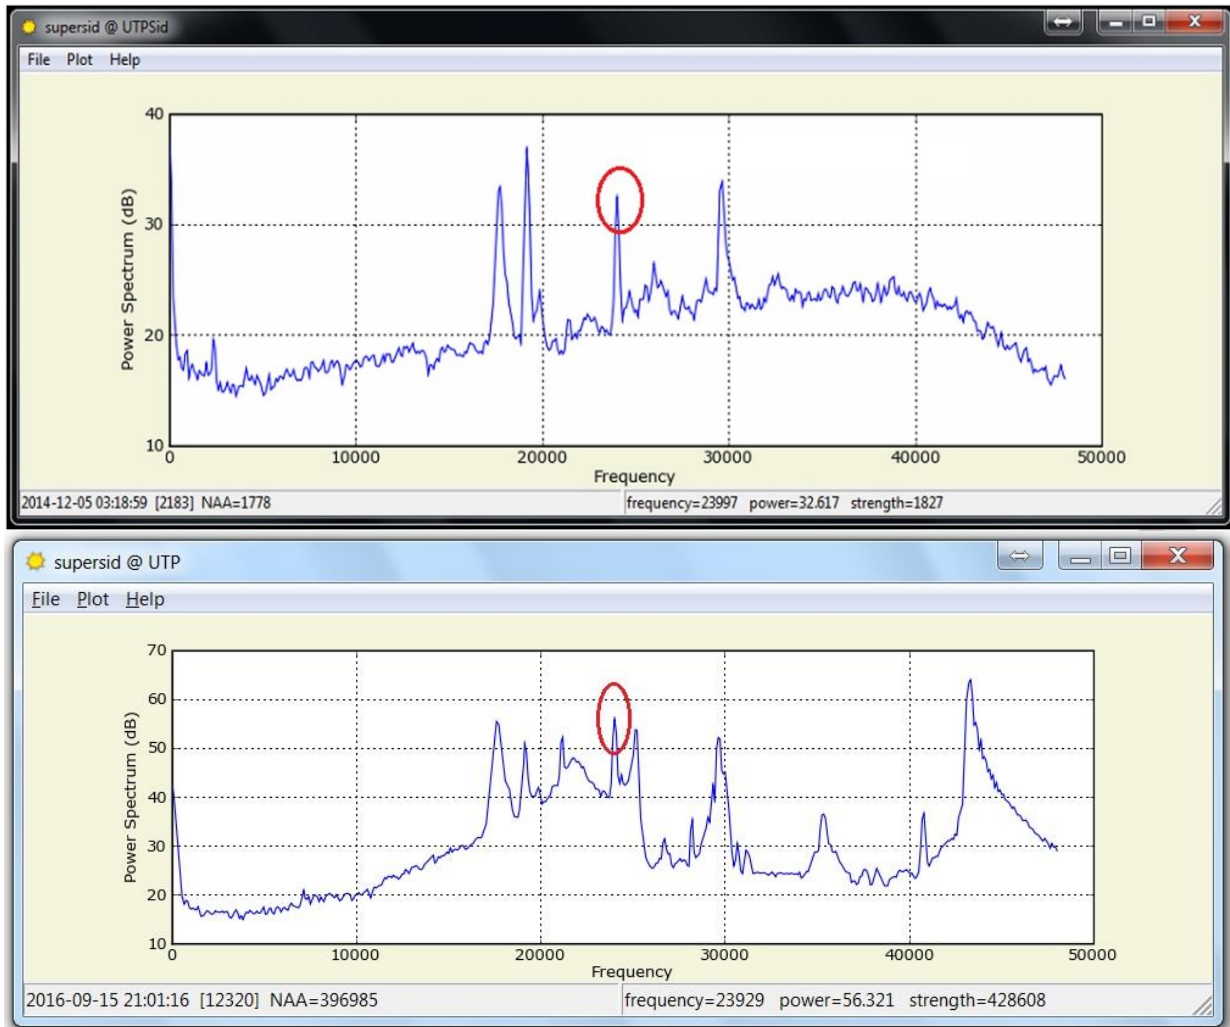 supersid @ UTPSid
File Plot Help
40
30
20
10
Power Spectrum (dB)
0 10000 20000 30000 40000 50000
Frequency
2014-12-05 03:18:59 [2183] NAA=1778 frequency=23997 power=32.617 strength=1827
supersid @ UTP
File Plot Help
70
60
50
40
30
20
10
Power Spectrum (dB)
0 10000 20000 30000 40000 50000
Frequency
2016-09-15 21:01:16 [12320] NAA=396985 frequency=23929 power=56.321 strength=428608